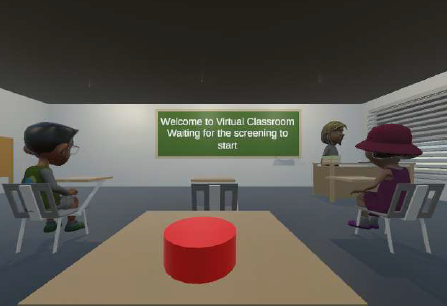 Welcome to Virtual Classroom
Waiting for the screening to
start